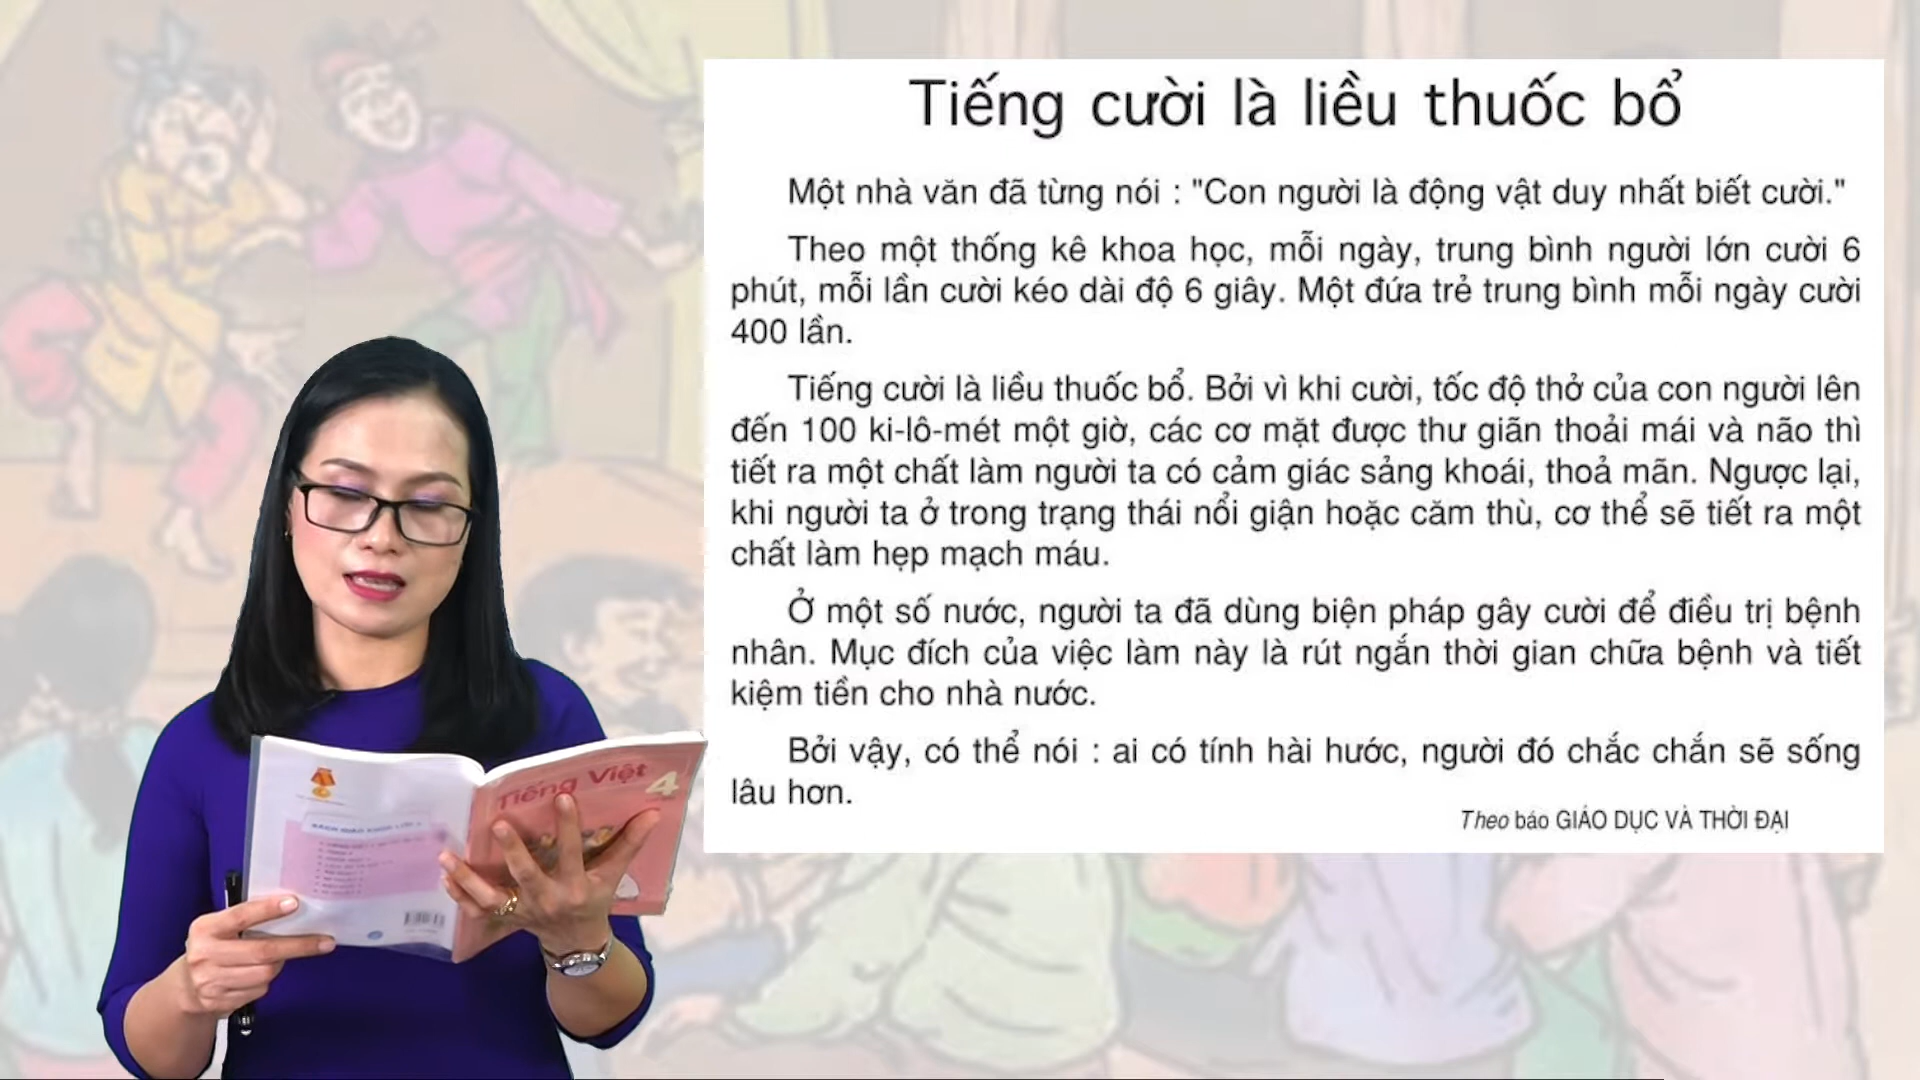 Tiếng cười là liều thuốc bổ
Một nhà văn đã từng nói : "Con người là động vật duy nhất biết cười."
Theo một thống kê khoa học, mỗi ngày, trung bình người lớn cười 6
phút, mỗi lần cười kéo dài độ 6 giây. Một đứa trẻ trung bình mỗi ngày cười
400 lần.
Tiếng cười là liều thuốc bổ. Bởi vì khi cười, tốc độ thở của con người lên
đến 100 ki-lô-mét một giờ, các cơ mặt được thư giãn thoải mái và não thì
tiết ra một chất làm người ta có cảm giác sảng khoái, thoả mãn. Ngược lại,
khi người ta ở trong trạng thái nổi giận hoặc căm thù, cơ thể sẽ tiết ra một
chất làm hẹp mạch máu.
Ở một số nước, người ta đã dùng biện pháp gây cười để điều trị bệnh
nhân. Mục đích của việc làm này là rút ngắn thời gian chữa bệnh và tiết
kiệm tiền cho nhà nước.
Bởi vậy, có thể nói : ai có tính hài hước, người đó chắc chắn sẽ sống
lâu hơn.
Theo báo GIÁO DỤC VÀ THỜI ĐẠI
Tiếng Việt
4